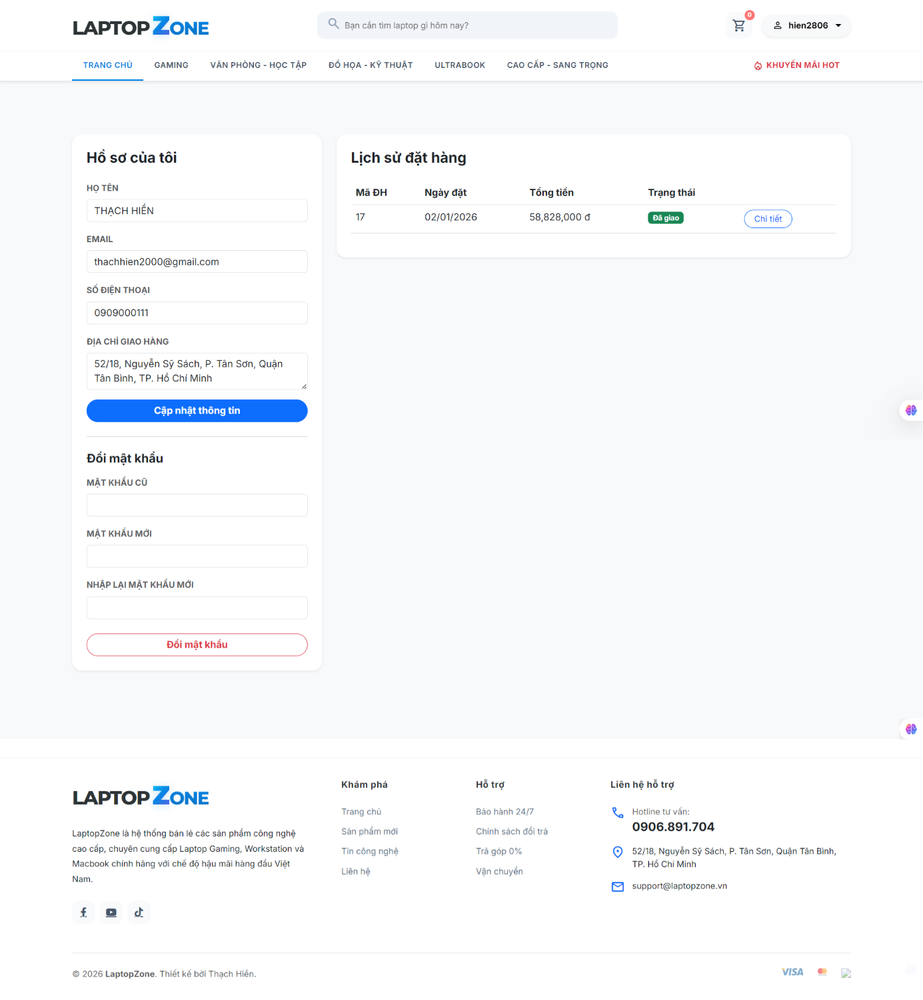 LAPTOP ZONE
Bạn cần tìm laptop gì hôm nay?
0
hien2806
TRANG CHỦ
GAMING
VĂN PHÒNG - HỌC TẬP
ĐỒ HỌA - KỸ THUẬT
ULTRABOOK
CAO CẤP - SANG TRỌNG
KHUYẾN MÃI HOT
Hồ sơ của tôi
HỌ TÊN
THẠCH HIỀN
EMAIL
thachhien2000@gmail.com
SỐ ĐIỆN THOẠI
0909000111
ĐỊA CHỈ GIAO HÀNG
52/18, Nguyễn Sỹ Sách, P. Tân Sơn, Quận
Tân Bình, TP. Hồ Chí Minh
Cập nhật thông tin
Đổi mật khẩu
MẬT KHẨU CŨ
MẬT KHẨU MỚI
NHẬP LẠI MẬT KHẨU MỚI
Đổi mật khẩu
Lịch sử đặt hàng
Mã ĐH Ngày đặt Tổng tiền Trạng thái
17 02/01/2026 58,828,000 đ Đã giao Chi tiết
LAPTOP ZONE
LaptopZone là hệ thống bán lẻ các sản phẩm công nghệ
cao cấp, chuyên cung cấp Laptop Gaming, Workstation và
Macbook chính hãng với chế độ hậu mãi hàng đầu Việt
Nam.
Khám phá
Trang chủ
Sản phẩm mới
Tin công nghệ
Liên hệ
Hỗ trợ
Bảo hành 24/7
Chính sách đổi trả
Trả góp 0%
Vận chuyển
Liên hệ hỗ trợ
Hotline tư vấn:
0906.891.704
52/18, Nguyễn Sỹ Sách, P. Tân Sơn, Quận Tân Bình,
TP. Hồ Chí Minh
support@laptopzone.vn
© 2026 LaptopZone. Thiết kế bởi Thạch Hiền.
VISA